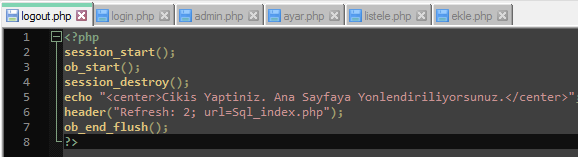 logout.php login.php admin.php ayar.php listele.php ekle.php
1 <?php
2 session_start();
3 ob_start();
4 session_destroy();
5 echo "<center>Cikis Yaptiniz. Ana Sayfaya Yonlendiriliyorsunuz.</center>";
6 header("Refresh: 2; url=Sql_index.php");
7 ob_end_flush();
8 ?>